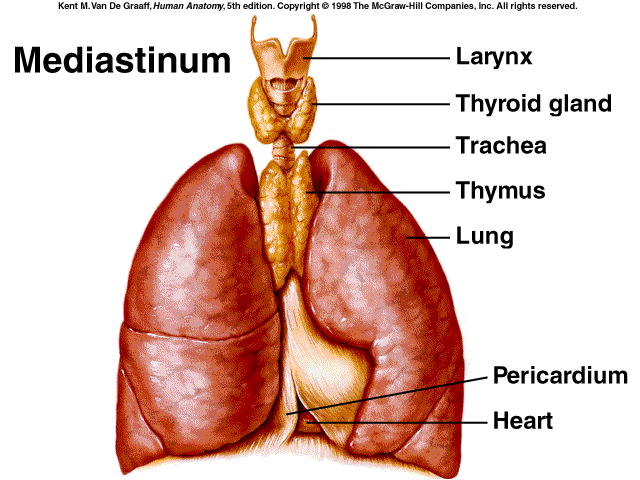 Kent M. Van De Graaff, Human Anatomy, 5th edition. Copyright © 1998 The McGraw-Hill Companies, Inc. All rights reserved.
Mediastinum
Larynx
Thyroid gland
Trachea
Thymus
Lung
Pericardium
Heart